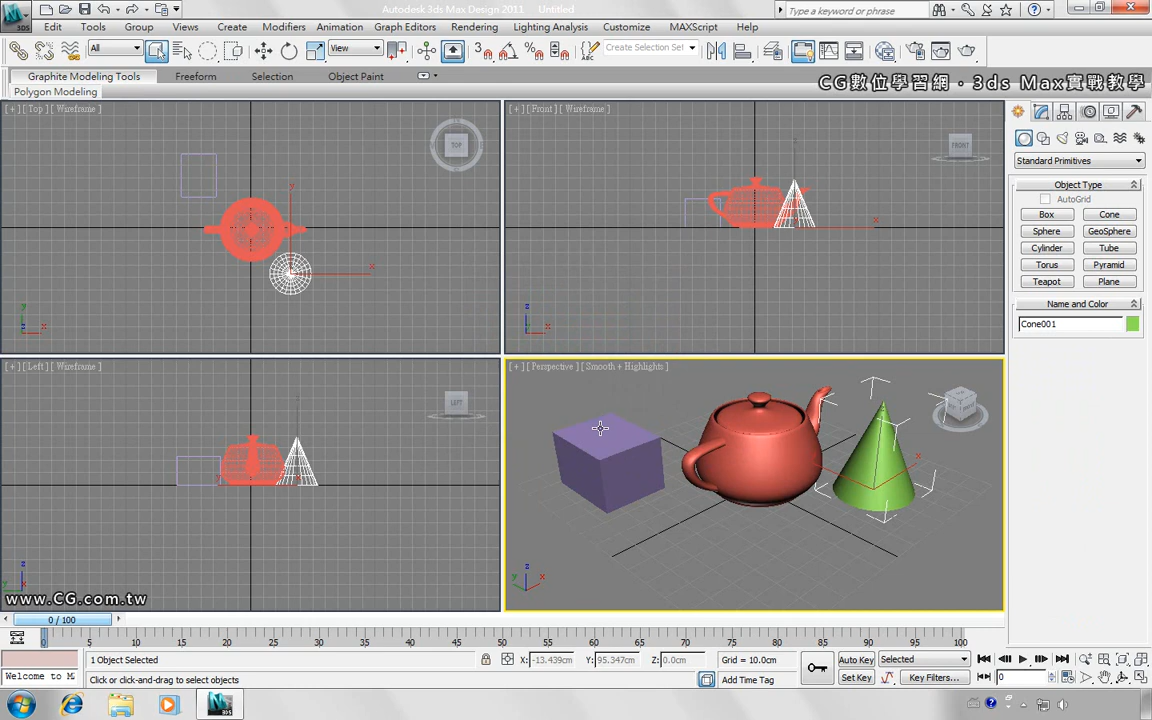 Autodesk 3ds Max Design 2011 Untitled
Type a keyword or phrase
Edit Tools Group Views Create Modifiers Animation Graph Editors Rendering Lighting Analysis Customize MAXScript Help
All View Create Selection Sel
Graphite Modeling Tools Freeform Selection Object Paint
Polygon Modeling
CG數位學習網・3ds Max實戰教學
[ + ] [ Top ] [ Wireframe ]
TOP
[ + ] [ Front ] [ Wireframe ]
FRONT
Standard Primitives
Object Type
AutoGrid
Box Cone
Sphere GeoSphere
Cylinder Tube
Torus Pyramid
Teapot Plane
Name and Color
Cone001
[ + ] [ Left ] [ Wireframe ]
LEFT
[ + ] [ Perspective ] [ Smooth + Highlights ]
www.CG.com.tw
0 / 100
0 5 10 15 20 25 30 35 40 45 50 55 60 65 70 75 80 85 90 95 100
1 Object Selected X: -13.439cm Y: 95.347cm Z: 0.0cm Grid = 10.0cm Auto Key Selected
Welcome to M Click or click-and-drag to select objects Add Time Tag Set Key Key Filters... 0